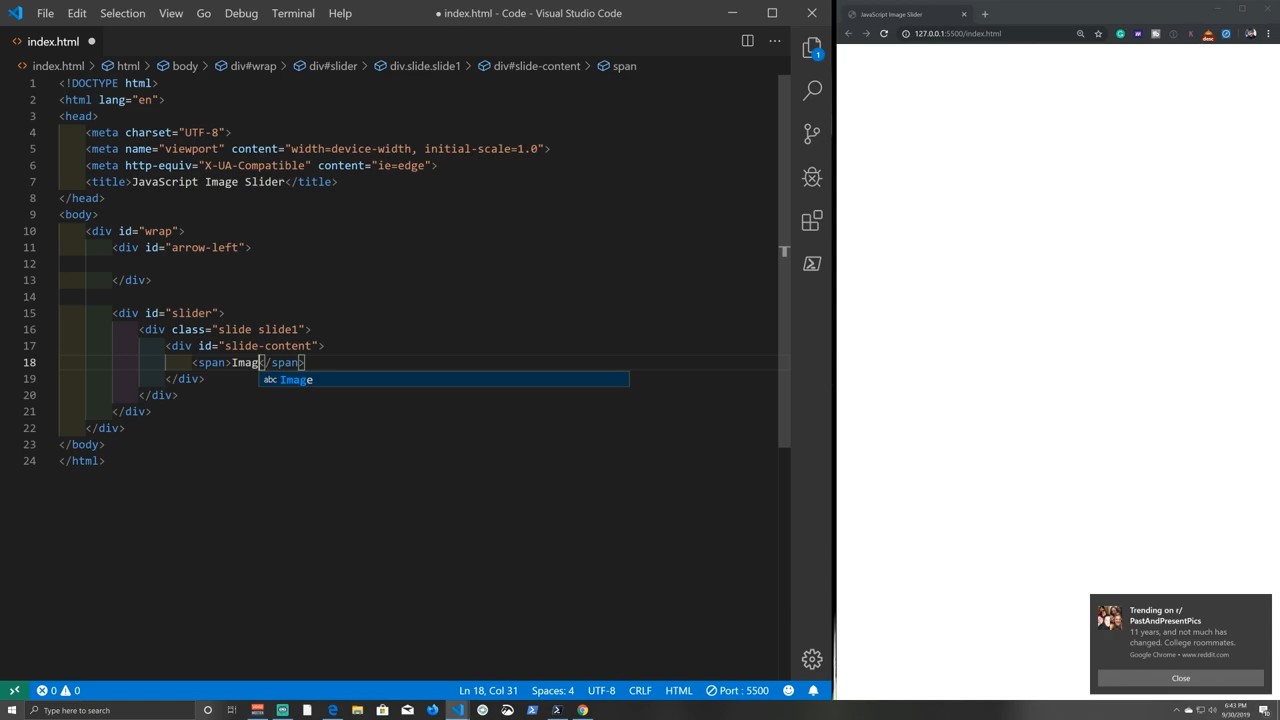 File Edit Selection View Go Debug Terminal Help
● index.html - Code - Visual Studio Code
JavaScript Image Slider
index.html
127.0.0.1:5500/index.html
index.html > html > body > div#wrap > div#slider > div.slide.slide1 > div#slide-content > span
1 <!DOCTYPE html>
2 <html lang="en">
3 <head>
4 <meta charset="UTF-8">
5 <meta name="viewport" content="width=device-width, initial-scale=1.0">
6 <meta http-equiv="X-UA-Compatible" content="ie=edge">
7 <title>JavaScript Image Slider</title>
8 </head>
9 <body>
10 <div id="wrap">
11 <div id="arrow-left">
12
13 </div>
14
15 <div id="slider">
16 <div class="slide slide1">
17 <div id="slide-content">
18 <span>Imag</span>
abc Image
19 </div>
20 </div>
21 </div>
22 </div>
23 </body>
24 </html>
1
desc
Trending on r/
PastAndPresentPics
11 years, and not much has
changed. College roommates.
Google Chrome • www.reddit.com
Close
0 0
Ln 18, Col 31 Spaces: 4 UTF-8 CRLF HTML Port : 5500
Type here to search
6:43 PM
9/30/2019